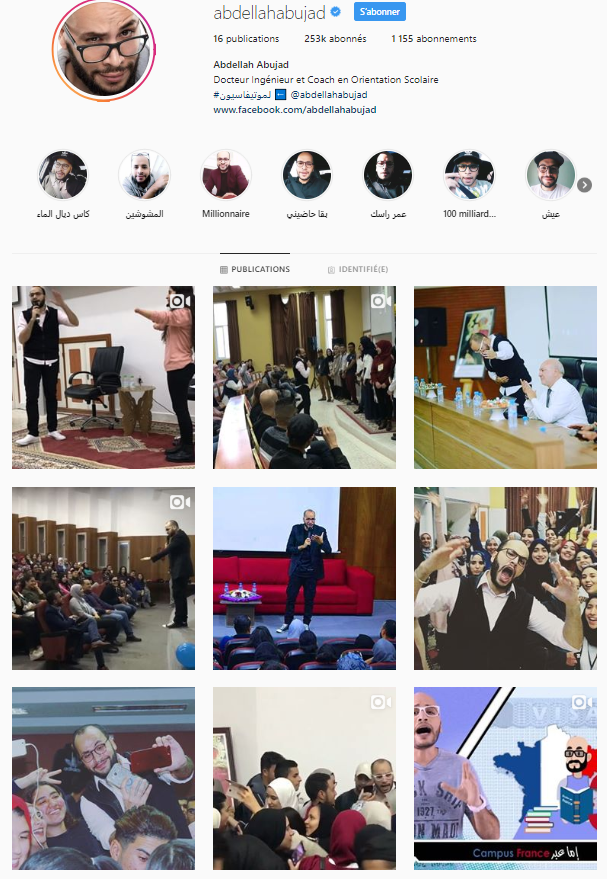 abdellahabujad S'abonner
16 publications 253k abonnés 1 155 abonnements
Abdellah Abujad
Docteur Ingénieur et Coach en Orientation Scolaire
#لموتيفاسيون @abdellahabujad
www.facebook.com/abdellahabujad
كاس ديال الماء المشوشين Millionnaire بقا حاضيني عمر راسك 100 milliard... عيش
PUBLICATIONS IDENTIFIÉ(E)
VISA
Campus France إما عبر